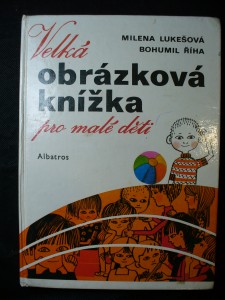 MILENA LUKEŠOVÁ
BOHUMIL ŘÍHA
Velká
obrázková
knížka
pro malé děti
Albatros